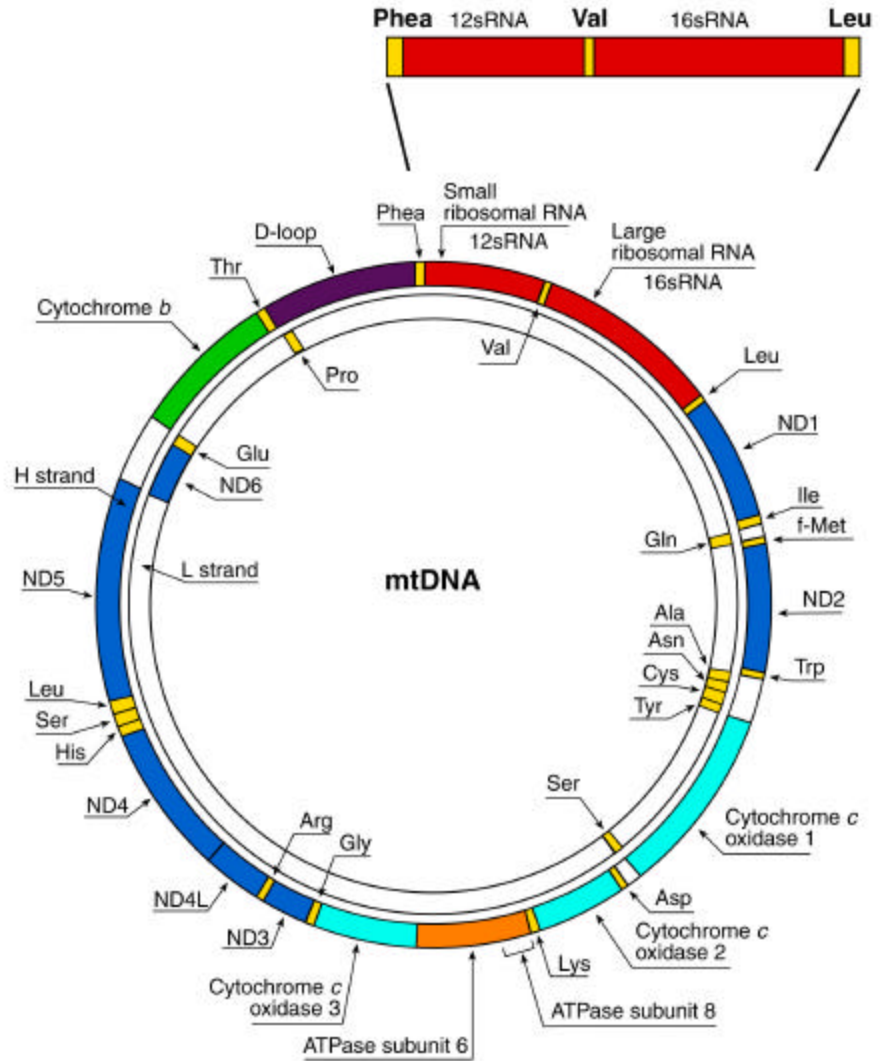 Phea 12sRNA Val 16sRNA Leu
Small
ribosomal RNA
12sRNA
Phea
D-loop
Large
ribosomal RNA
16sRNA
Thr
Cytochrome b
Val
Pro
Leu
ND1
Glu
ND6
H strand
Ile
f-Met
Gln
L strand
mtDNA
ND5
ND2
Ala
Asn
Cys
Tyr
Trp
Leu
Ser
His
Ser
ND4
Arg
Gly
Cytochrome c
oxidase 1
ND4L
Asp
ND3
Cytochrome c
oxidase 2
Lys
Cytochrome c
oxidase 3
ATPase subunit 8
ATPase subunit 6